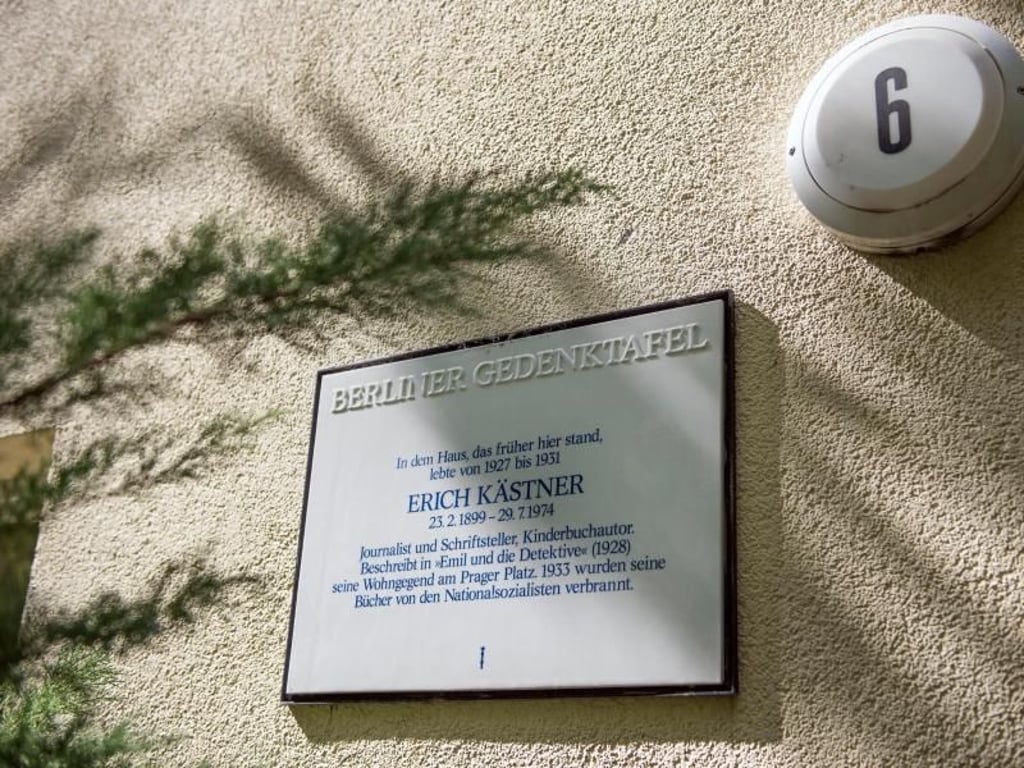 6
BERLINER GEDENKTAFEL
In dem Haus, das früher hier stand,
lebte von 1927 bis 1931
ERICH KÄSTNER
23.2.1899 – 29.7.1974
Journalist und Schriftsteller, Kinderbuchautor.
Beschreibt in »Emil und die Detektive« (1928)
seine Wohngegend am Prager Platz. 1933 wurden seine
Bücher von den Nationalsozialisten verbrannt.